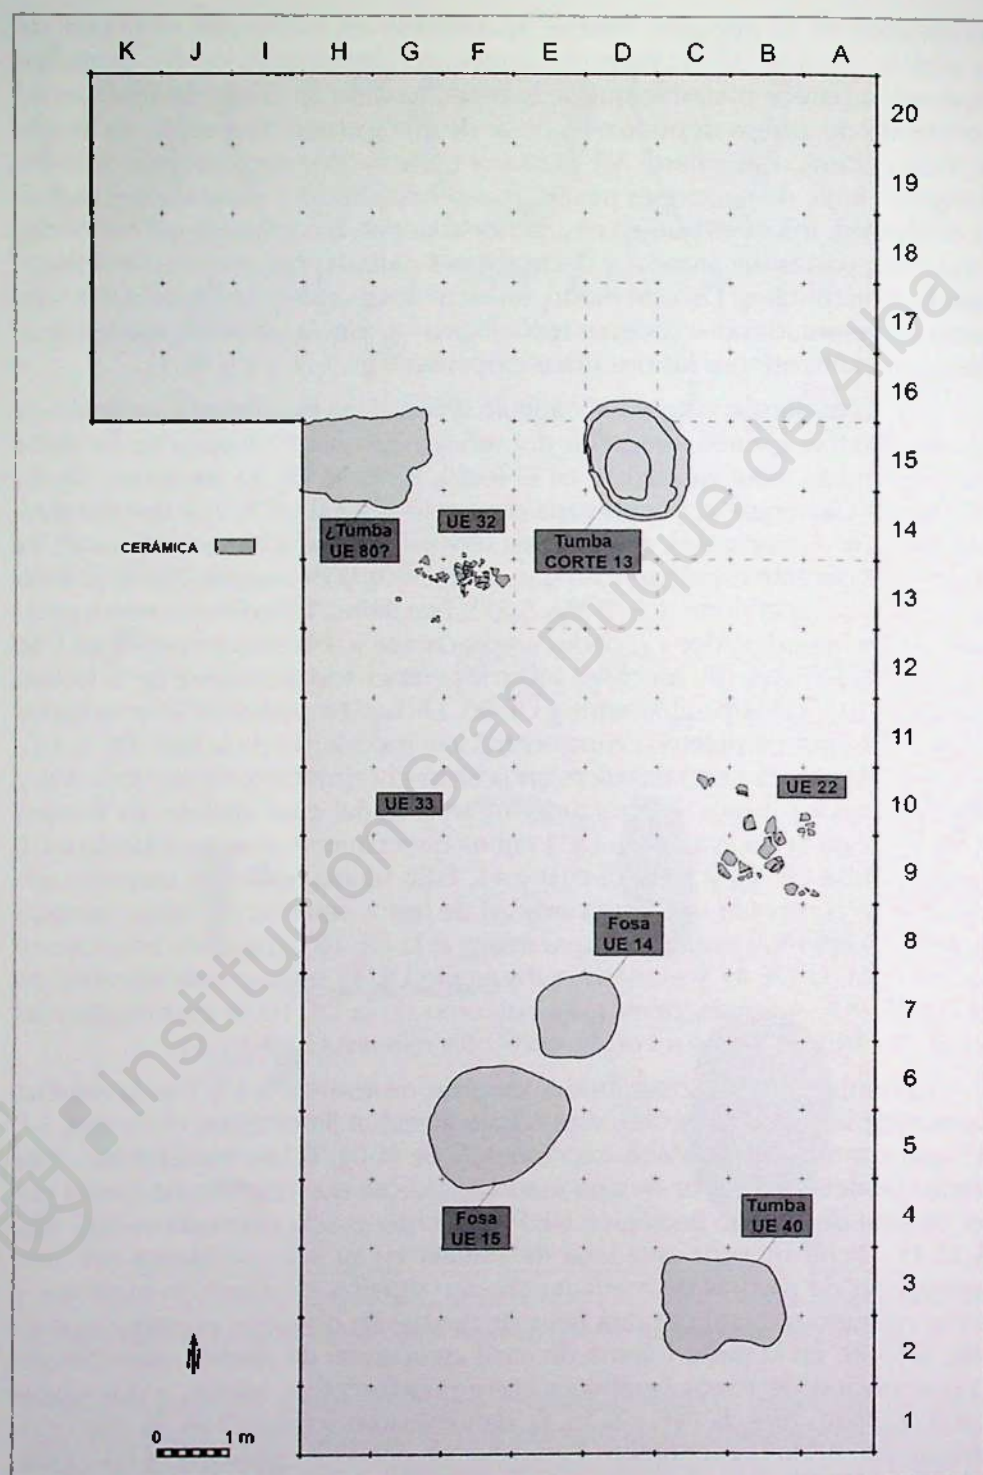 K J I H G F E D C B A
20
19
18
17
16
15
14
13
12
11
10
9
8
7
6
5
4
3
2
1
¿Tumba
UE 80?
UE 32
Tumba
CORTE 13
CERÁMICA
UE 33
UE 22
Fosa
UE 14
Fosa
UE 15
Tumba
UE 40
0 1 m
Institución Gran Duque de Alba